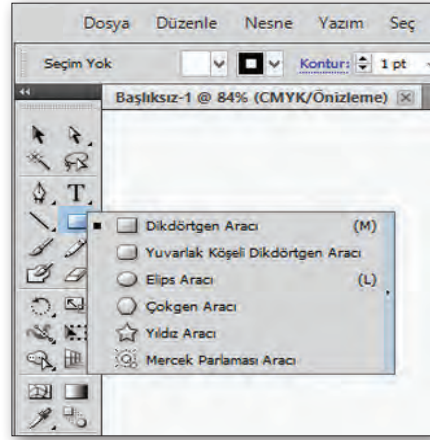 Dosya Düzenle Nesne Yazım Seç
Seçim Yok Kontur: 1 pt
Başlıksız-1 @ 84% (CMYK/Önizleme)
T
Dikdörtgen Aracı (M)
Yuvarlak Köşeli Dikdörtgen Aracı
Elips Aracı (L)
Çokgen Aracı
Yıldız Aracı
Mercek Parlaması Aracı